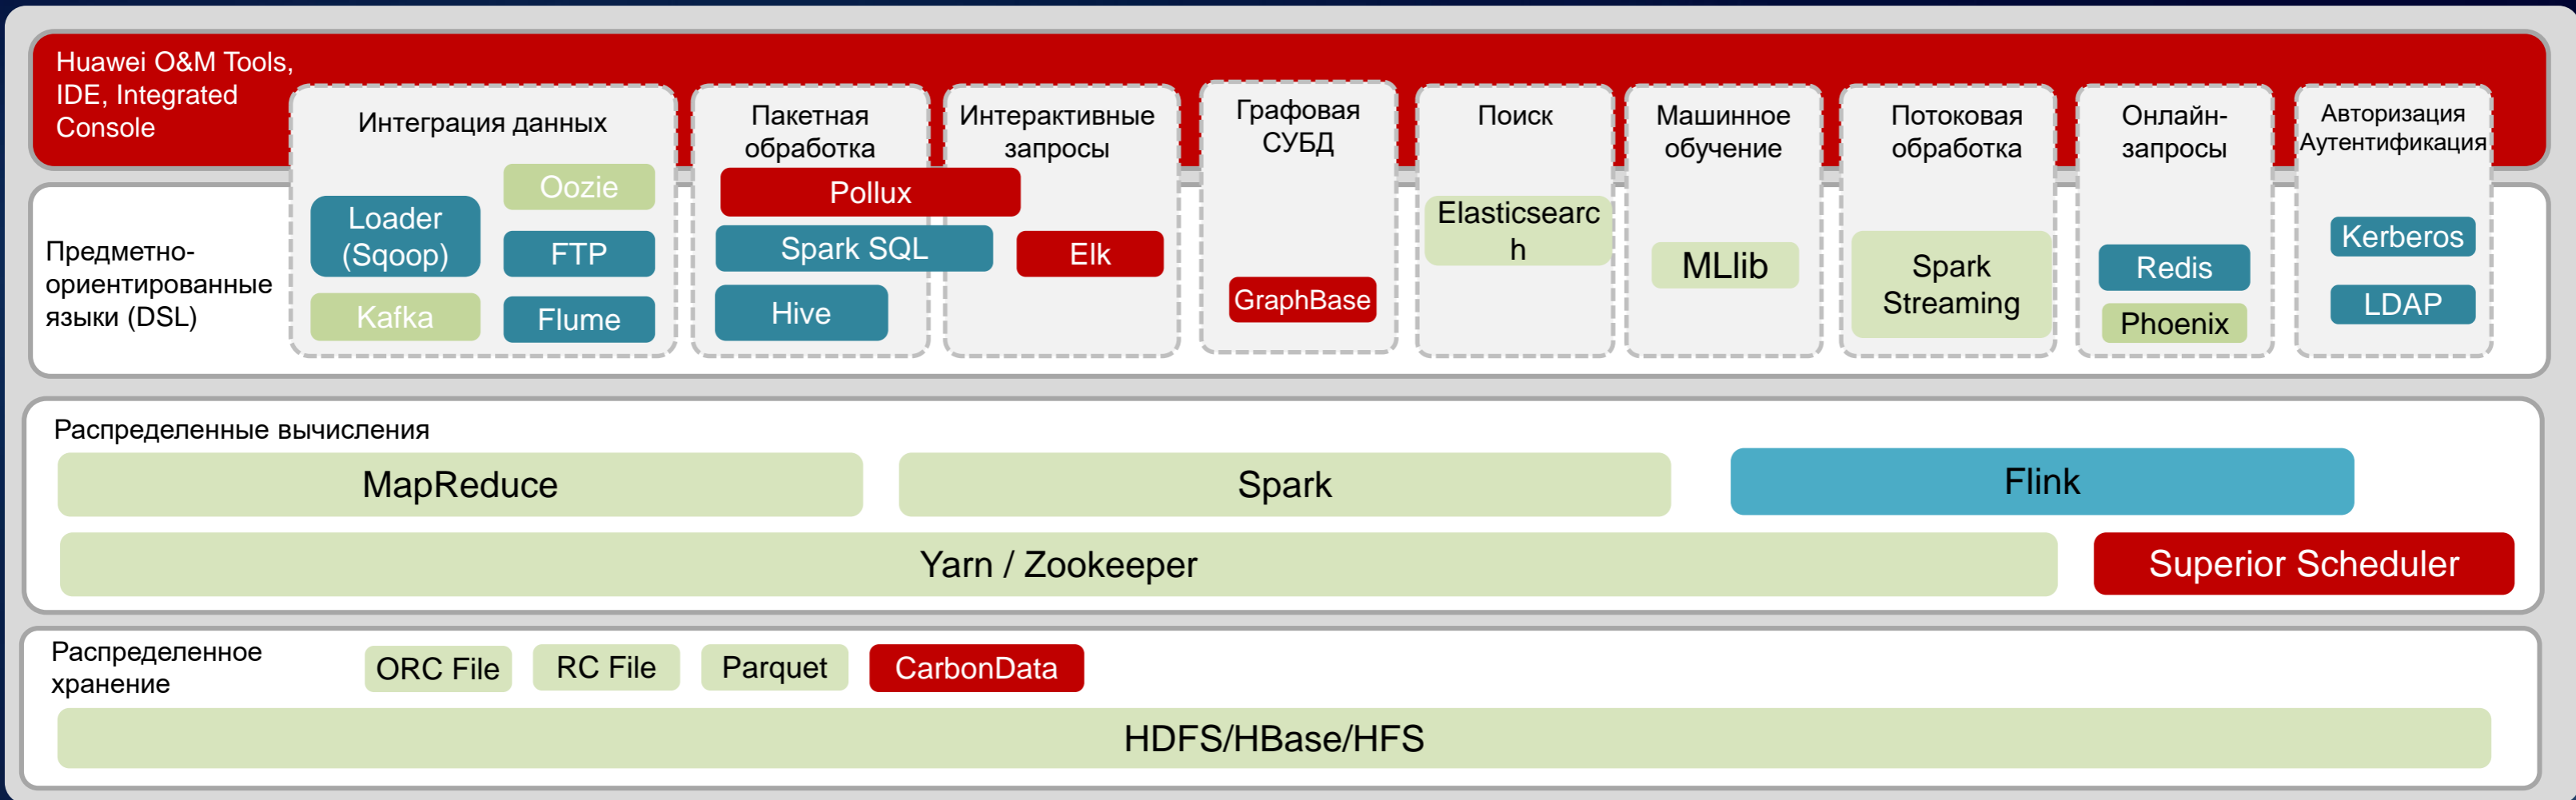 Huawei O&M Tools,
IDE, Integrated
Console
Интеграция данных
Пакетная
обработка
Интерактивные
запросы
Графовая
СУБД
Поиск
Машинное
обучение
Потоковая
обработка
Онлайн-
запросы
Авторизация
Аутентификация
Предметно-
ориентированные
языки (DSL)
Loader
(Sqoop)
Kafka
Oozie
FTP
Flume
Pollux
Spark SQL
Hive
Elk
GraphBase
Elasticsearc
h
MLlib
Spark
Streaming
Redis
Phoenix
Kerberos
LDAP
Распределенные вычисления
MapReduce
Spark
Flink
Yarn / Zookeeper
Superior Scheduler
Распределенное
хранение
ORC File
RC File
Parquet
CarbonData
HDFS/HBase/HFS